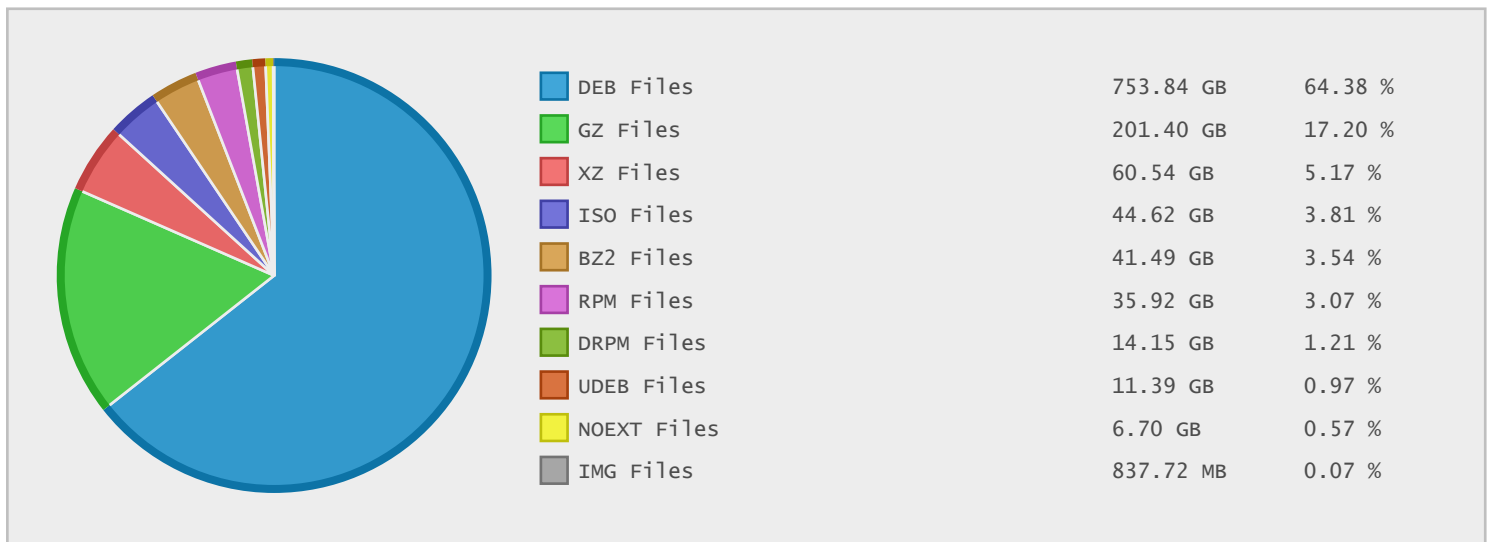 DEB Files 753.84 GB 64.38 %
GZ Files 201.40 GB 17.20 %
XZ Files 60.54 GB 5.17 %
ISO Files 44.62 GB 3.81 %
BZ2 Files 41.49 GB 3.54 %
RPM Files 35.92 GB 3.07 %
DRPM Files 14.15 GB 1.21 %
UDEB Files 11.39 GB 0.97 %
NOEXT Files 6.70 GB 0.57 %
IMG Files 837.72 MB 0.07 %